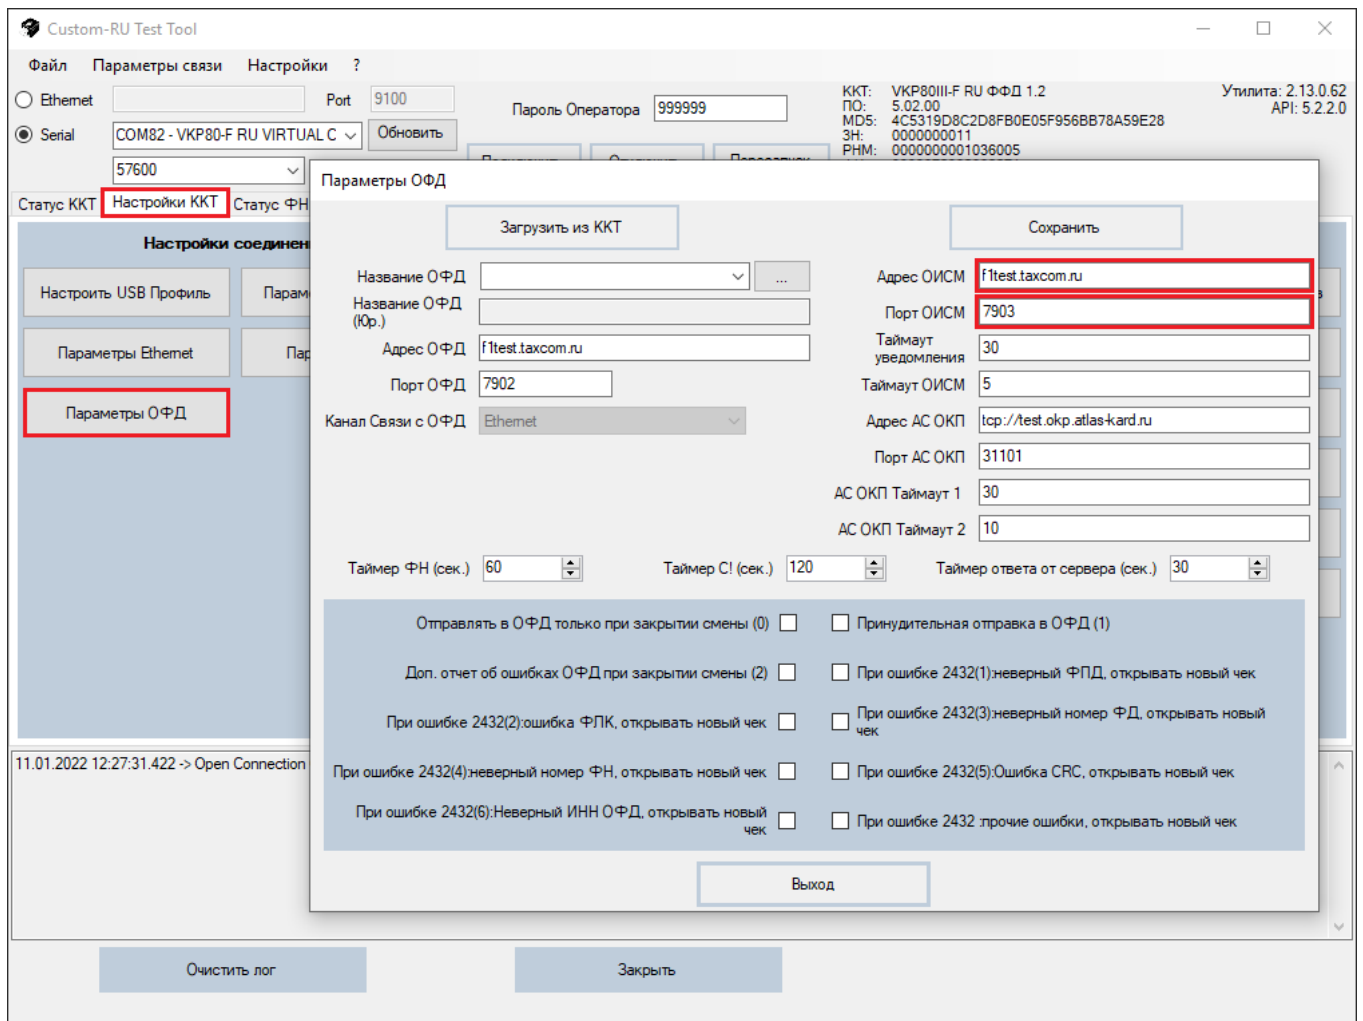 Custom-RU Test Tool
Файл Параметры связи Настройки ?
Ethernet Port 9100
Serial COM82 - VKP80-F RU VIRTUAL C Обновить
57600
Пароль Оператора 999999
ККТ: VKP80III-F RU ФФД 1.2
ПО: 5.02.00
MD5: 4C5319D8C2D8FB0E05F956BB78A59E28
ЗН: 0000000011
РНМ: 0000000001036005
Утилита: 2.13.0.62
API: 5.2.2.0
Статус ККТ Настройки ККТ Статус ФН
Настройки соединен
Настроить USB Профиль Парам
Параметры Ethernet Пар
Параметры ОФД
Параметры ОФД
Загрузить из ККТ Сохранить
Название ОФД ...
Название ОФД
(Юр.)
Адрес ОФД f1test.taxcom.ru
Порт ОФД 7902
Канал Связи с ОФД Ethernet
Адрес ОИСМ f1test.taxcom.ru
Порт ОИСМ 7903
Таймаут
уведомления 30
Таймаут ОИСМ 5
Адрес АС ОКП tcp://test.okp.atlas-kard.ru
Порт АС ОКП 31101
АС ОКП Таймаут 1 30
АС ОКП Таймаут 2 10
Таймер ФН (сек.) 60 Таймер С! (сек.) 120 Таймер ответа от сервера (сек.) 30
Отправлять в ОФД только при закрытии смены (0) Принудительная отправка в ОФД (1)
Доп. отчет об ошибках ОФД при закрытии смены (2) При ошибке 2432(1):неверный ФПД, открывать новый чек
При ошибке 2432(2):ошибка ФЛК, открывать новый чек При ошибке 2432(3):неверный номер ФД, открывать новый
чек
При ошибке 2432(4):неверный номер ФН, открывать новый чек При ошибке 2432(5):Ошибка CRC, открывать новый чек
При ошибке 2432(6):Неверный ИНН ОФД, открывать новый
чек При ошибке 2432 :прочие ошибки, открывать новый чек
Выход
11.01.2022 12:27:31.422 -> Open Connection
Очистить лог Закрыть